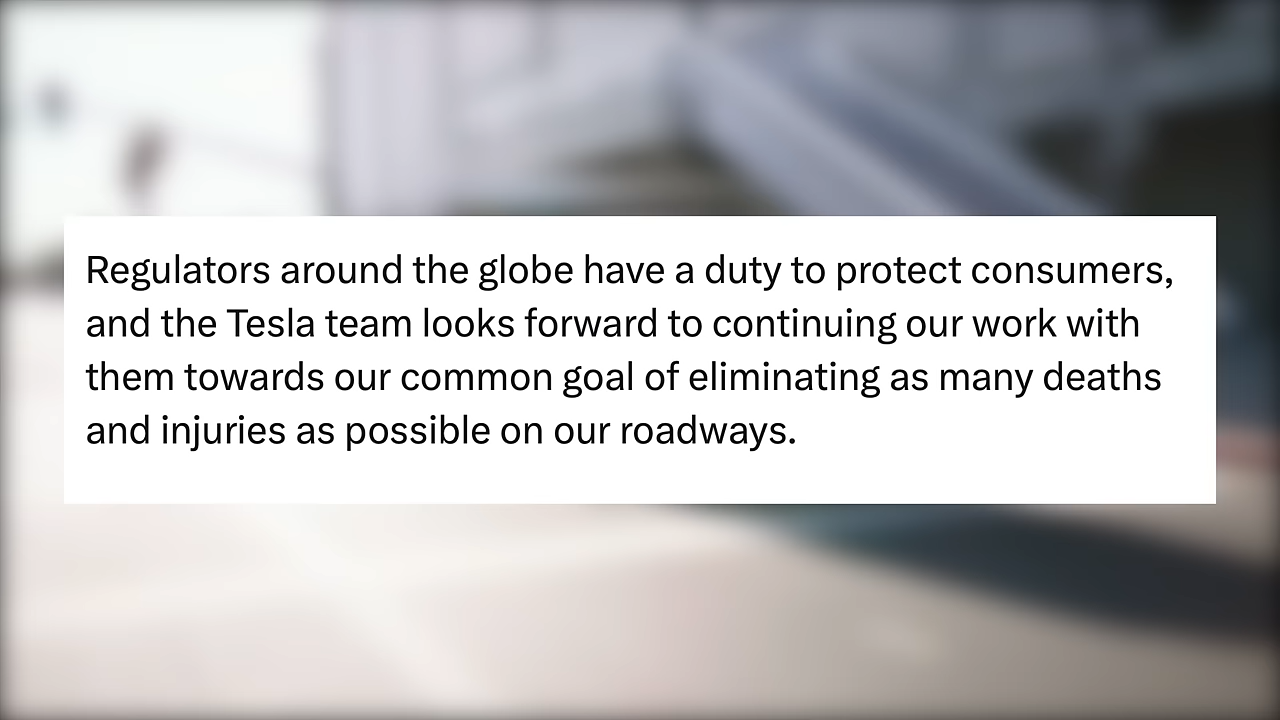 Regulators around the globe have a duty to protect consumers,
and the Tesla team looks forward to continuing our work with
them towards our common goal of eliminating as many deaths
and injuries as possible on our roadways.